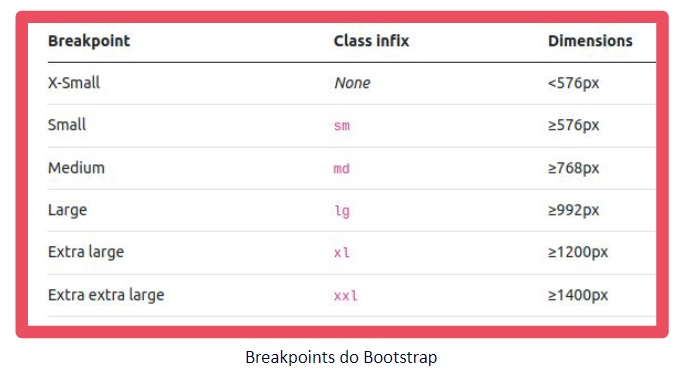 Breakpoint Class infix Dimensions
X-Small None <576px
Small sm ≥576px
Medium md ≥768px
Large lg ≥992px
Extra large xl ≥1200px
Extra extra large xxl ≥1400px
Breakpoints do Bootstrap